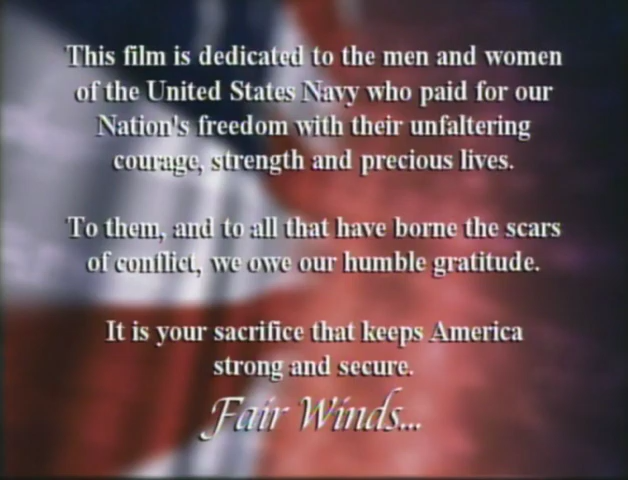 This film is dedicated to the men and women
of the United States Navy who paid for our
Nation's freedom with their unfaltering
courage, strength and precious lives.
To them, and to all that have borne the scars
of conflict, we owe our humble gratitude.
It is your sacrifice that keeps America
strong and secure.
Fair Winds...